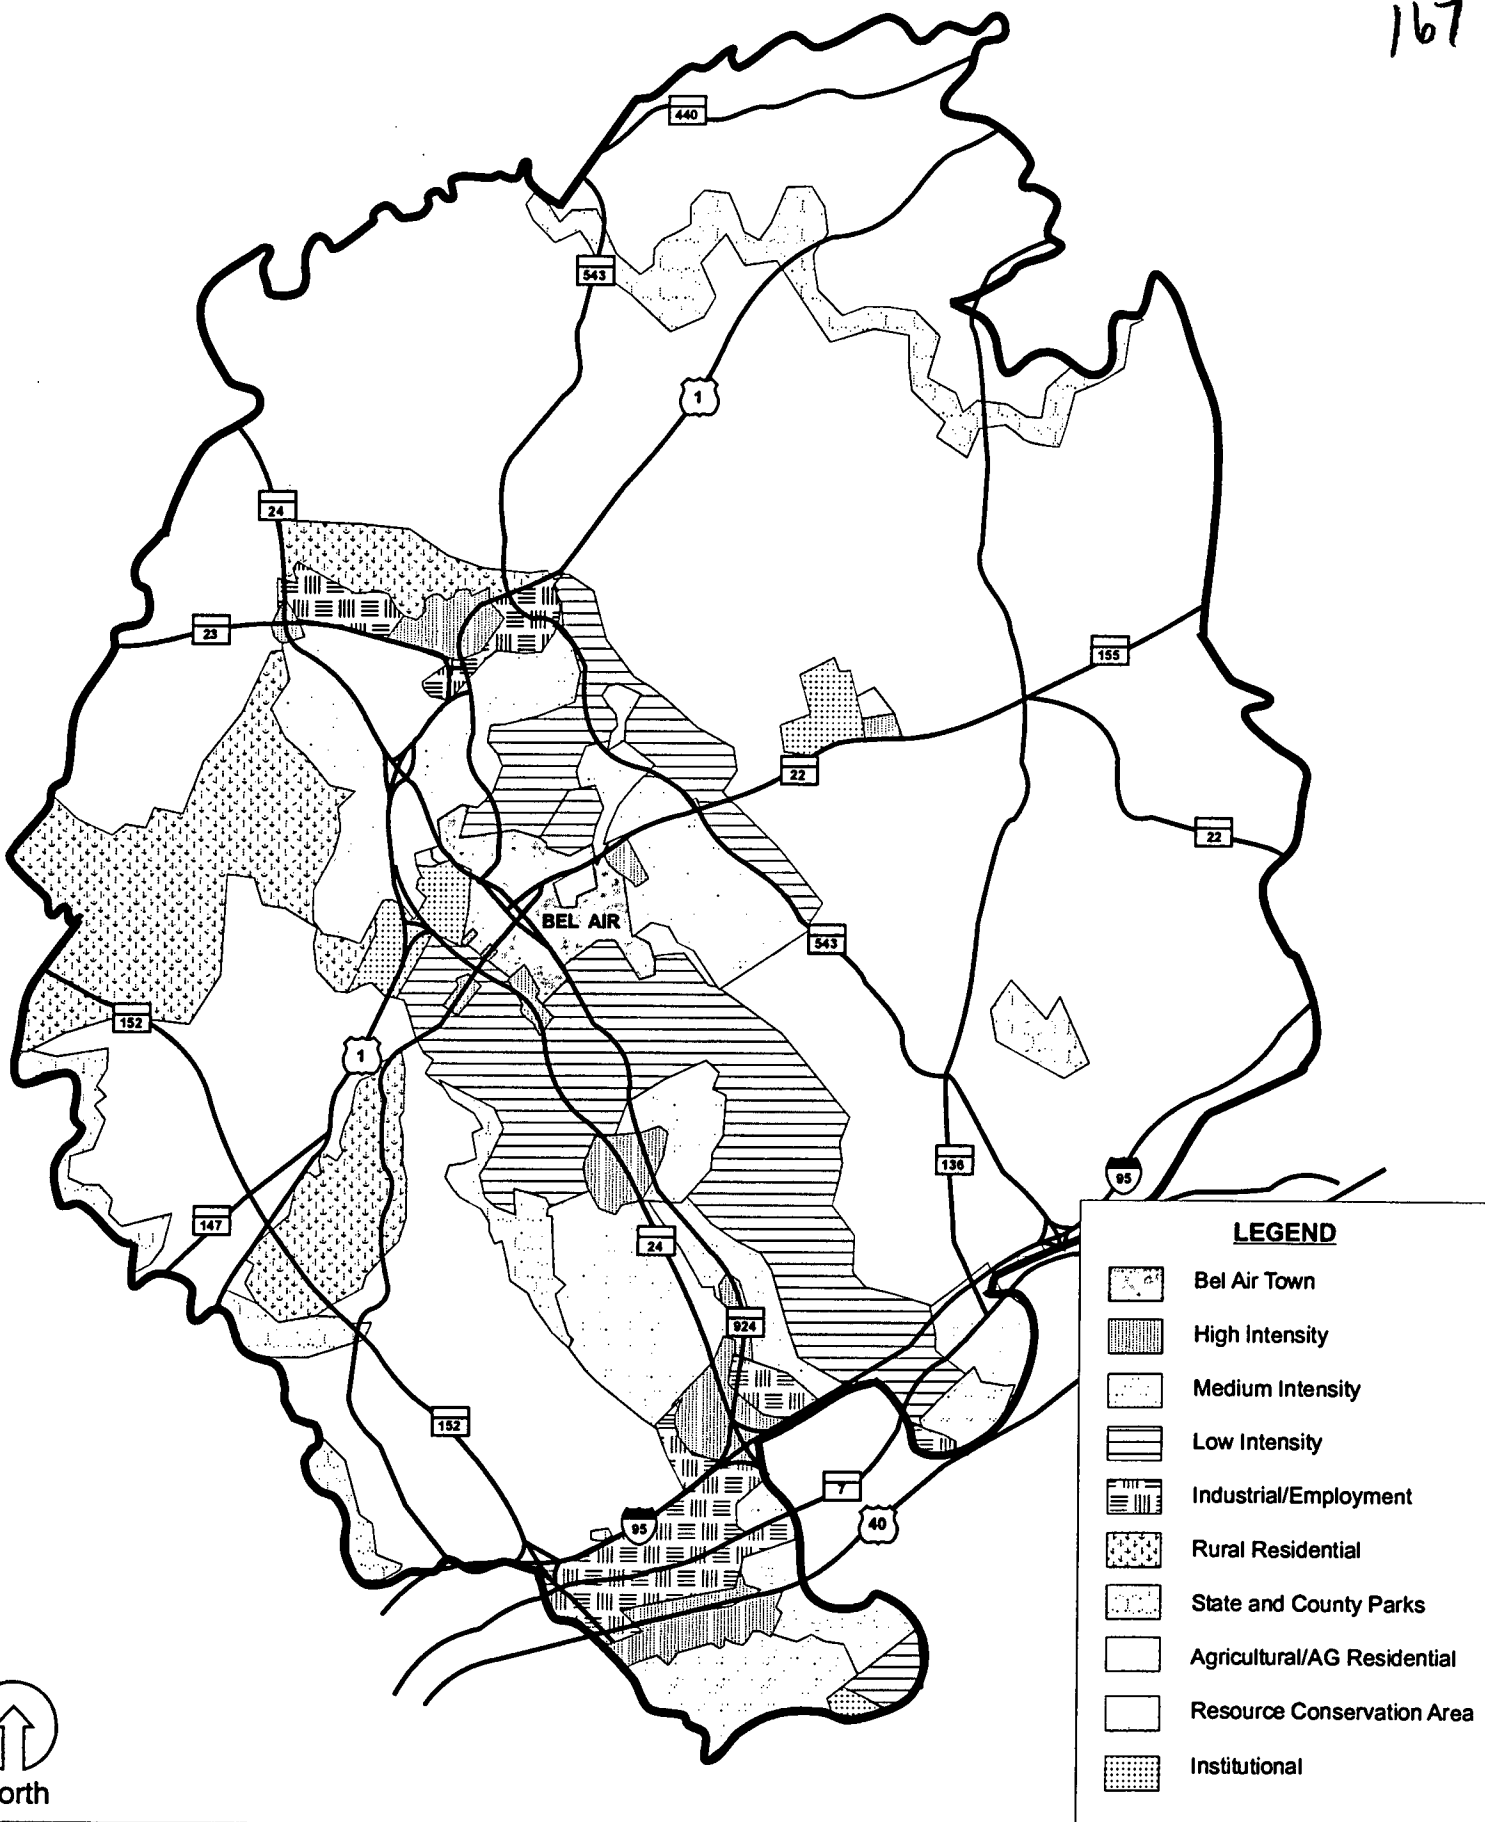 167
440
543
1
24
23
155
22
22
BEL AIR
543
152
1
136
95
147
24
924
152
7
95
40
LEGEND
Bel Air Town
High Intensity
Medium Intensity
Low Intensity
Industrial/Employment
Rural Residential
State and County Parks
Agricultural/AG Residential
Resource Conservation Area
Institutional
orth